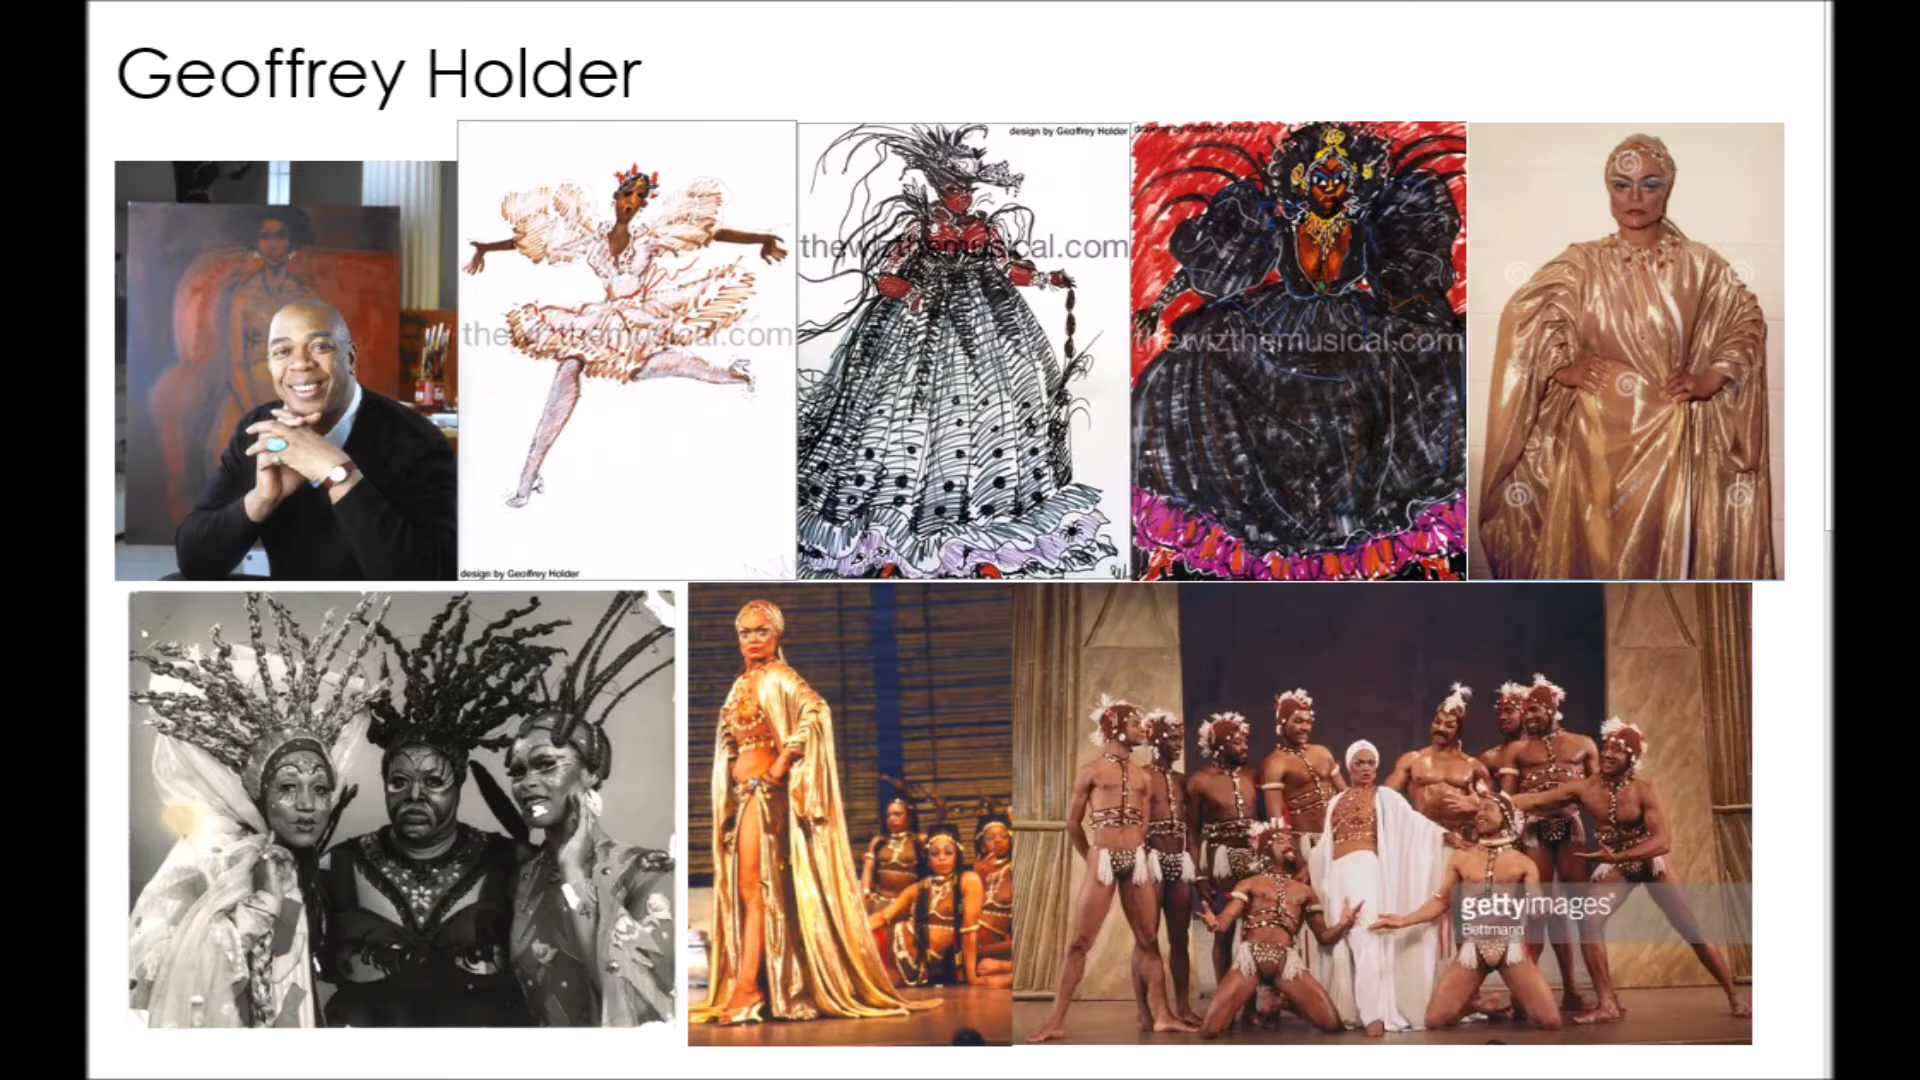 Geoffrey Holder
design by Geoffrey Holder
drawing by Geoffrey Holder
thewizthemusical.com
thewizthemusical.com
thewizthemusical.com
design by Geoffrey Holder
gettyimages®
Bettmann